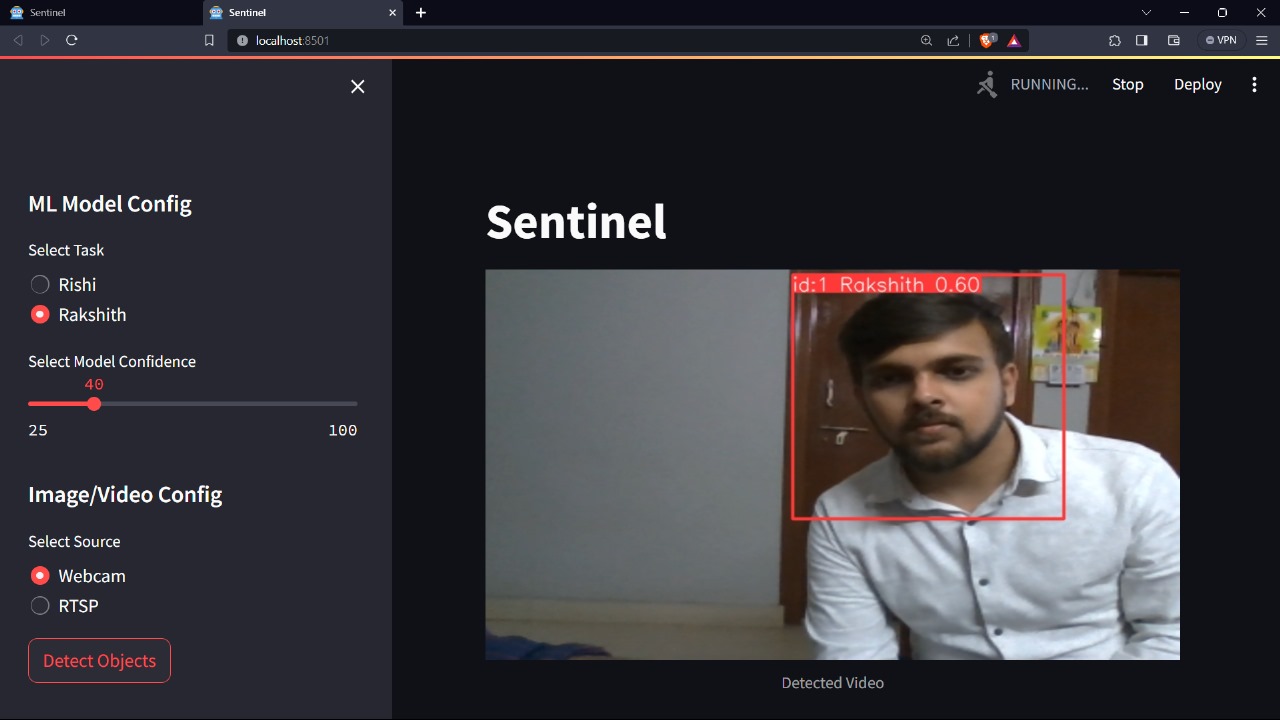 Sentinel
Sentinel
localhost:8501
1
VPN
RUNNING...
Stop
Deploy
ML Model Config
Select Task
Rishi
Rakshith
Select Model Confidence
40
25
100
Image/Video Config
Select Source
Webcam
RTSP
Detect Objects
Sentinel
id:1 Rakshith 0.60
Detected Video